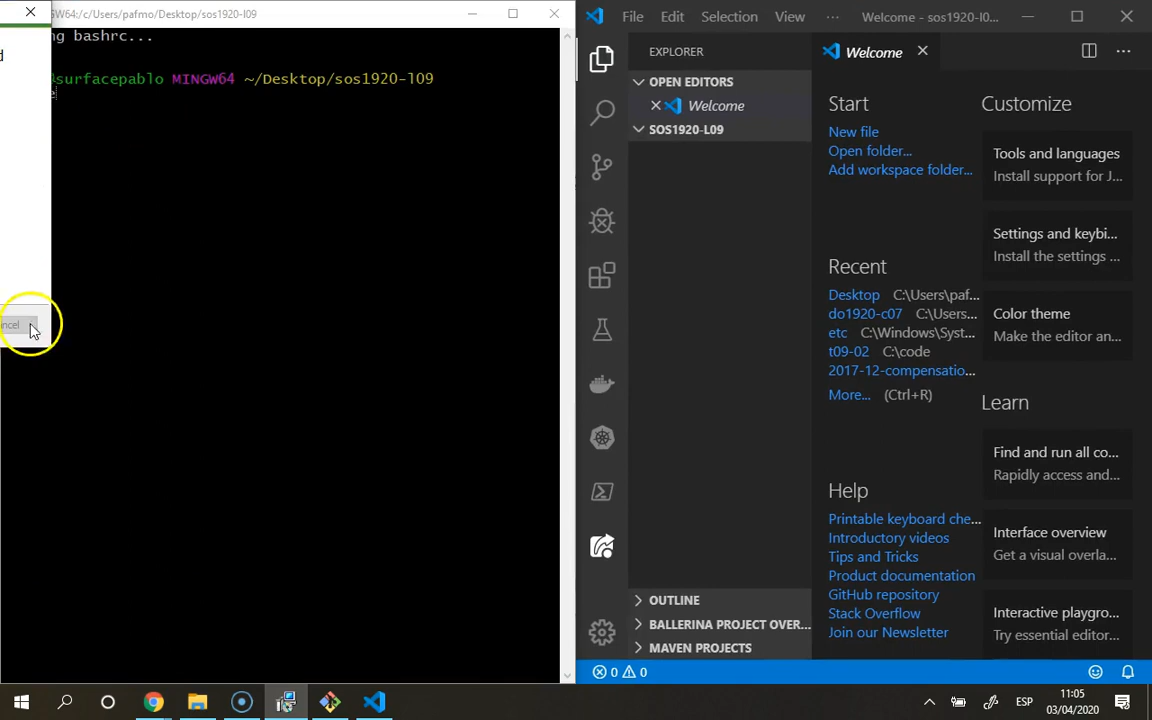 GW64:/c/Users/pafmo/Desktop/sos1920-l09
ng bashrc...
surfacepablo MINGW64 ~/Desktop/sos1920-l09
File Edit Selection View ··· Welcome - sos1920-l0...
EXPLORER
OPEN EDITORS
Welcome
SOS1920-L09
OUTLINE
BALLERINA PROJECT OVER...
MAVEN PROJECTS
Welcome
Start
New file
Open folder...
Add workspace folder...
Recent
Desktop C:\Users\paf...
do1920-c07 C:\Users...
etc C:\Windows\Syst...
t09-02 C:\code
2017-12-compensatio...
More... (Ctrl+R)
Help
Printable keyboard che...
Introductory videos
Tips and Tricks
Product documentation
GitHub repository
Stack Overflow
Join our Newsletter
Customize
Tools and languages
Install support for J...
Settings and keybi...
Install the settings ...
Color theme
Make the editor an...
Learn
Find and run all co...
Rapidly access and...
Interface overview
Get a visual overla...
Interactive playgro...
Try essential editor...
ncel
0 0
ESP
11:05
03/04/2020